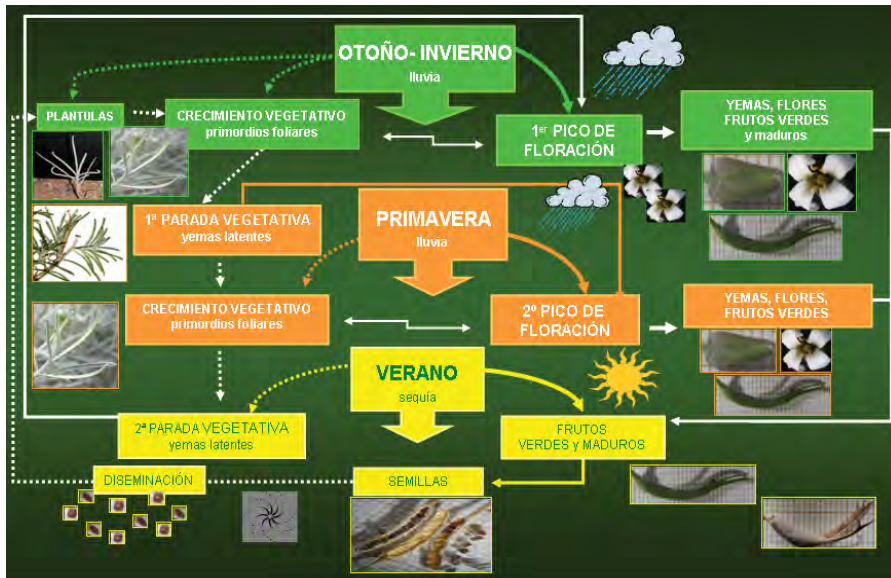 OTOÑO- INVIERNO
lluvia
PLANTULAS
CRECIMIENTO VEGETATIVO
primordios foliares
1er PICO DE
FLORACIÓN
YEMAS, FLORES
FRUTOS VERDES
y maduros
1ª PARADA VEGETATIVA
yemas latentes
PRIMAVERA
lluvia
CRECIMIENTO VEGETATIVO
primordios foliares
2º PICO DE
FLORACIÓN
YEMAS, FLORES,
FRUTOS VERDES
VERANO
sequía
2ª PARADA VEGETATIVA
yemas latentes
FRUTOS
VERDES y MADUROS
DISEMINACIÓN
SEMILLAS